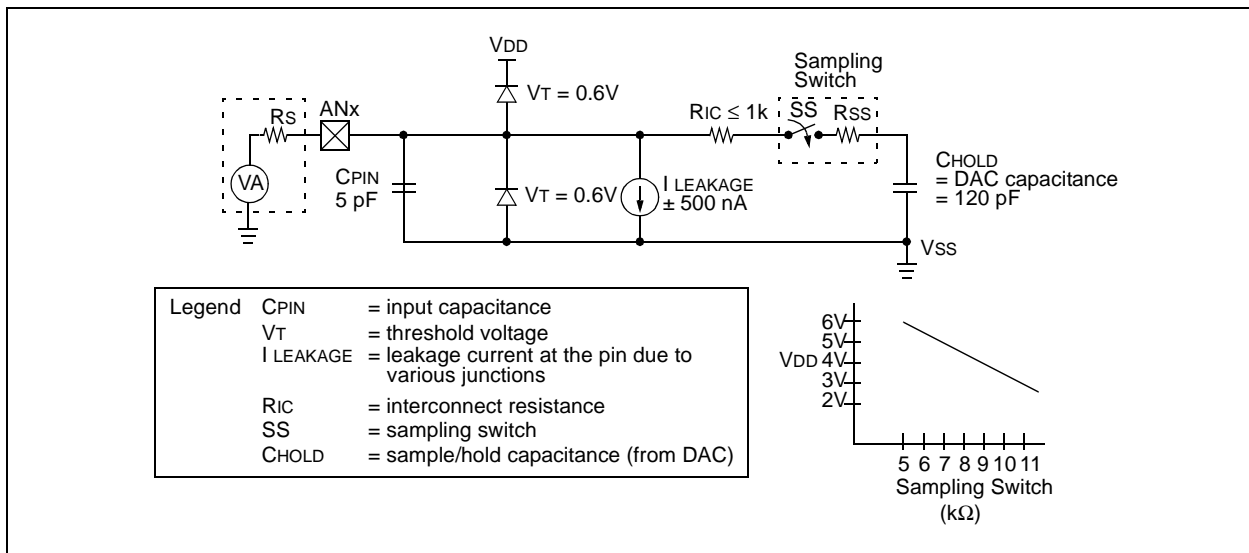 VDD
Sampling
Switch
VT = 0.6V
ANx
RS
RIC ≤ 1k
SS
RSS
VA
CPIN
5 pF
VT = 0.6V
I LEAKAGE
± 500 nA
CHOLD
= DAC capacitance
= 120 pF
VSS
Legend CPIN = input capacitance
VT = threshold voltage
I LEAKAGE = leakage current at the pin due to
various junctions
RIC = interconnect resistance
SS = sampling switch
CHOLD = sample/hold capacitance (from DAC)
6V
5V
VDD 4V
3V
2V
5 6 7 8 9 10 11
Sampling Switch
(kΩ)